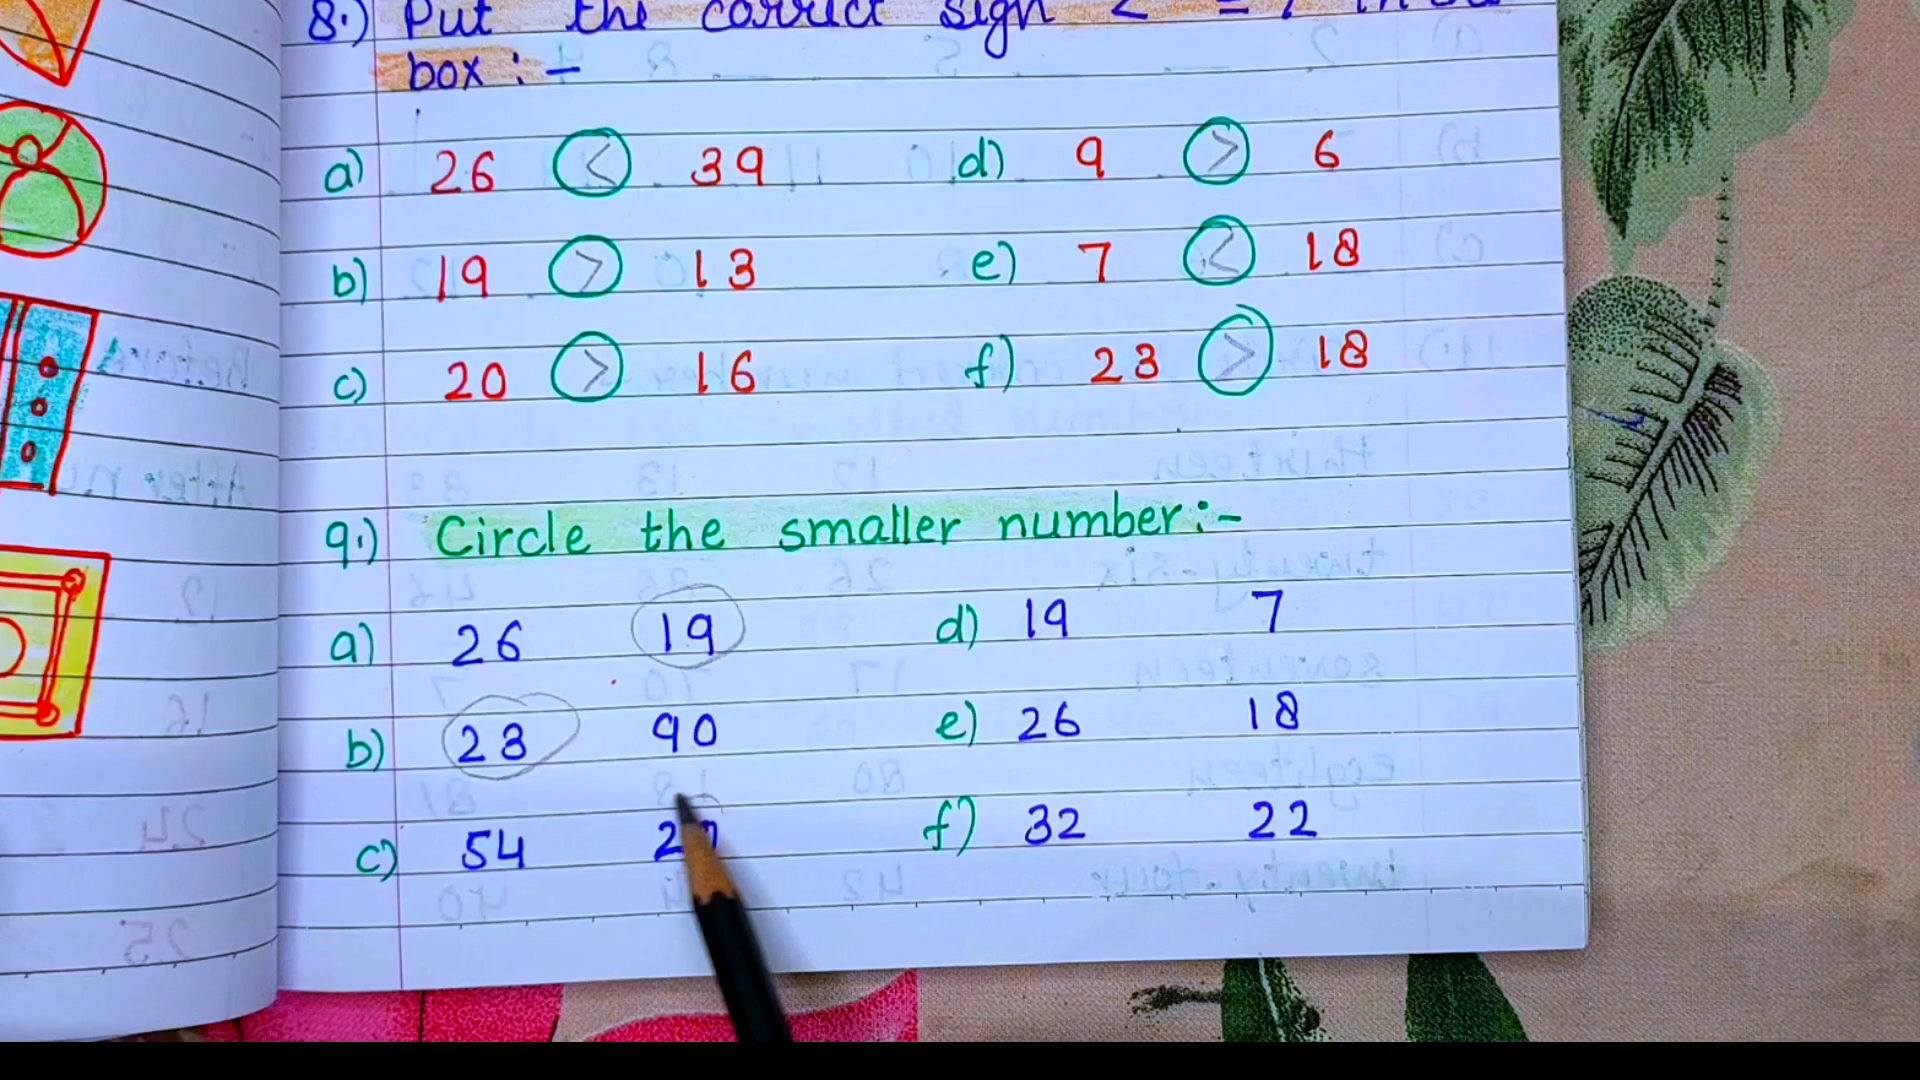 8.) Put the correct sign < = >
box :-
a) 26 < 39 d) 9 > 6
b) 19 > 13 e) 7 < 18
c) 20 > 16 f) 23 > 18
9.) Circle the smaller number:-
a) 26 19 d) 19 7
b) 23 90 e) 26 18
c) 54 f) 32 22